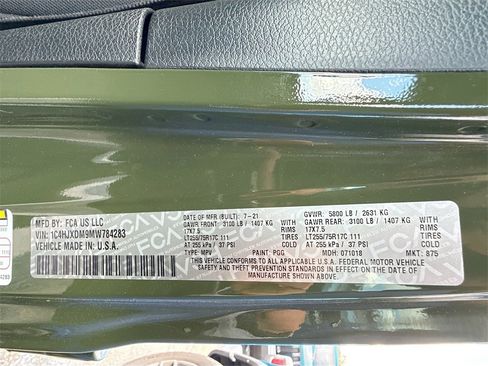 MFD BY: FCA US LLC
VIN: 1C4HJXDM9MW784283
VEHICLE MADE IN U.S.A.
DATE OF MFR (BUILT): 7-21
GAWR FRONT: 3100 LB / 1407 KG
WITH
17X7.5 RIMS
LT255/75R17C 111 TIRES
AT 255 kPa / 37 PSI
TYPE: MPV PAINT: PGG
GVWR: 5800 LB / 2631 KG
GAWR REAR: 3100 LB / 1407 KG
WITH
17X7.5 RIMS
LT255/75R17C 111 TIRES
AT 255 kPa / 37 PSI
MDH: 071018 MKT: 875
THIS VEHICLE CONFORMS TO ALL APPLICABLE U.S.A. FEDERAL MOTOR VEHICLE
SAFETY, BUMPER AND THEFT PREVENTION STANDARDS IN EFFECT ON THE DATE OF
MANUFACTURE SHOWN ABOVE.